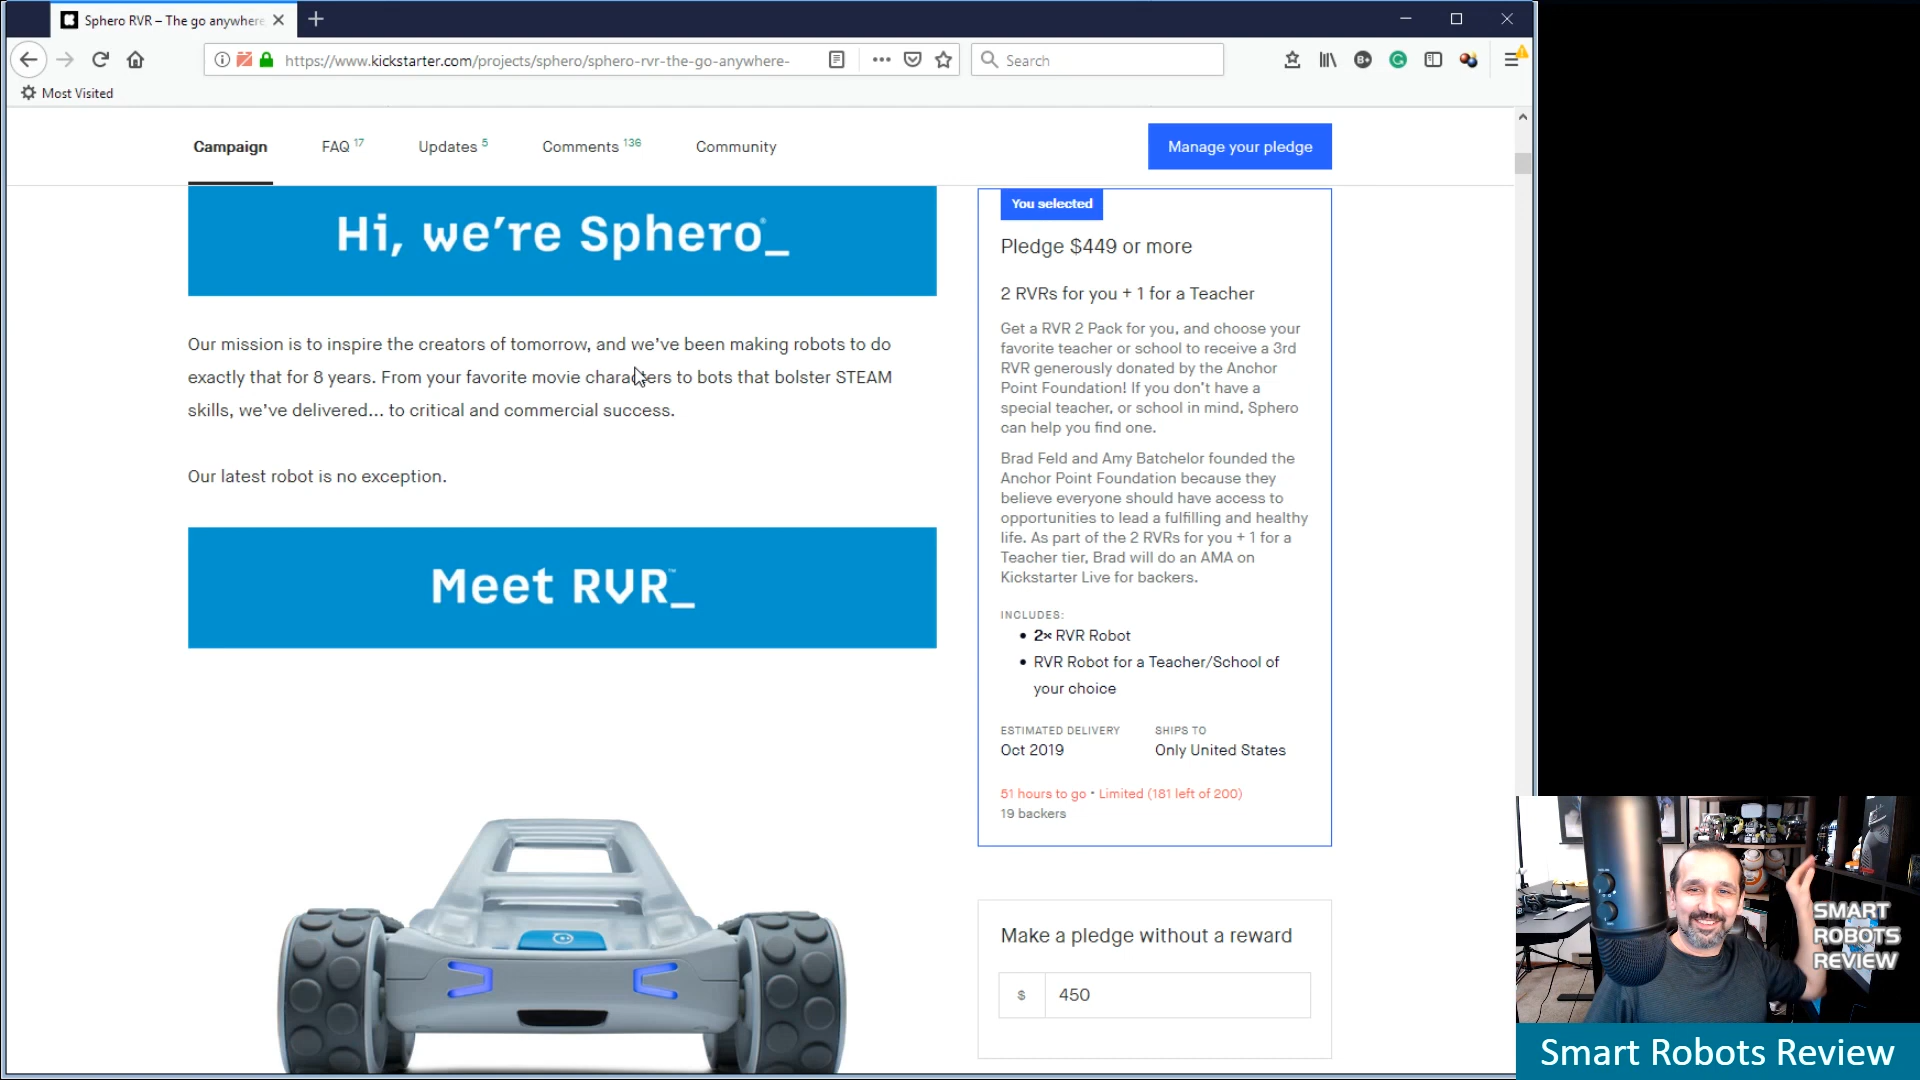 Sphero RVR – The go anywhere
https://www.kickstarter.com/projects/sphero/sphero-rvr-the-go-anywhere-
Search
Most Visited
Campaign
FAQ 17
Updates 5
Comments 136
Community
Manage your pledge
Hi, we're Sphero_
Our mission is to inspire the creators of tomorrow, and we've been making robots to do
exactly that for 8 years. From your favorite movie characters to bots that bolster STEAM
skills, we've delivered... to critical and commercial success.
Our latest robot is no exception.
Meet RVR™_
You selected
Pledge $449 or more
2 RVRs for you + 1 for a Teacher
Get a RVR 2 Pack for you, and choose your
favorite teacher or school to receive a 3rd
RVR generously donated by the Anchor
Point Foundation! If you don't have a
special teacher, or school in mind, Sphero
can help you find one.
Brad Feld and Amy Batchelor founded the
Anchor Point Foundation because they
believe everyone should have access to
opportunities to lead a fulfilling and healthy
life. As part of the 2 RVRs for you + 1 for a
Teacher tier, Brad will do an AMA on
Kickstarter Live for backers.
INCLUDES:
• 2× RVR Robot
• RVR Robot for a Teacher/School of
your choice
ESTIMATED DELIVERY
Oct 2019
SHIPS TO
Only United States
51 hours to go • Limited (181 left of 200)
19 backers
Make a pledge without a reward
$ 450
SMART
ROBOTS
REVIEW
Smart Robots Review